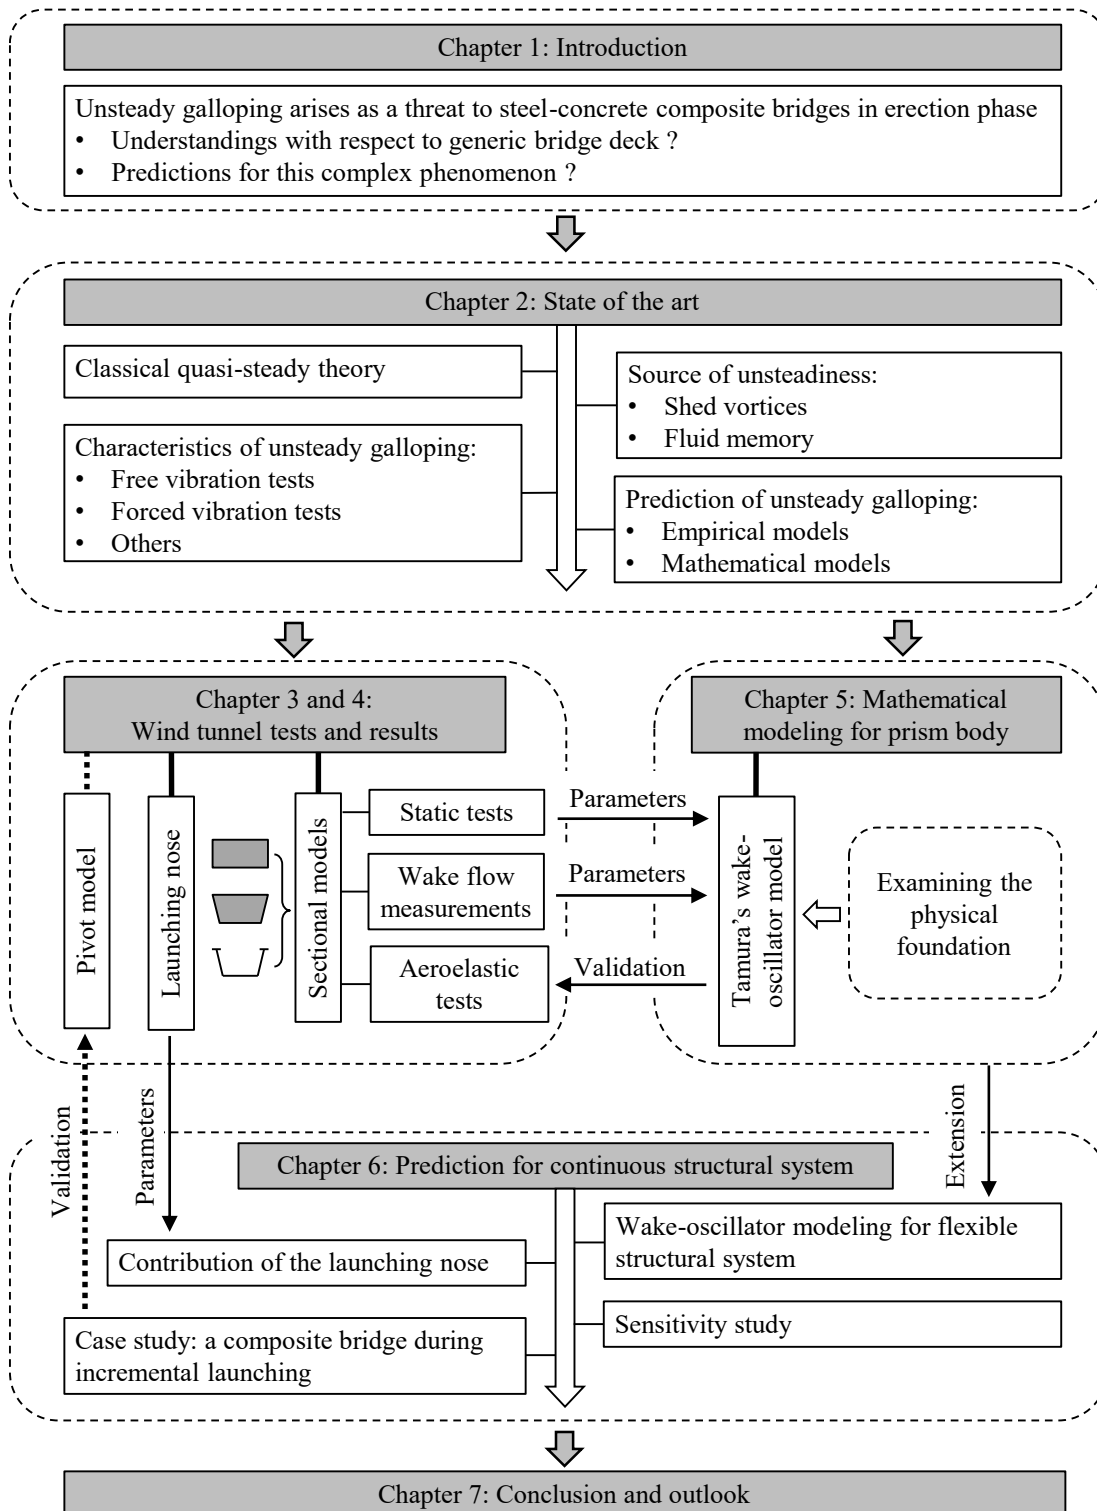 Chapter 1: Introduction
Unsteady galloping arises as a threat to steel-concrete composite bridges in erection phase
• Understandings with respect to generic bridge deck ?
• Predictions for this complex phenomenon ?
Chapter 2: State of the art
Classical quasi-steady theory
Source of unsteadiness:
• Shed vortices
• Fluid memory
Characteristics of unsteady galloping:
• Free vibration tests
• Forced vibration tests
• Others
Prediction of unsteady galloping:
• Empirical models
• Mathematical models
Chapter 3 and 4:
Wind tunnel tests and results
Pivot model
Launching nose
Sectional models
Static tests
Wake flow
measurements
Aeroelastic
tests
Parameters
Parameters
Validation
Chapter 5: Mathematical
modeling for prism body
Tamura's wake-
oscillator model
Examining the
physical
foundation
Validation
Parameters
Extension
Chapter 6: Prediction for continuous structural system
Wake-oscillator modeling for flexible
structural system
Contribution of the launching nose
Sensitivity study
Case study: a composite bridge during
incremental launching
Chapter 7: Conclusion and outlook